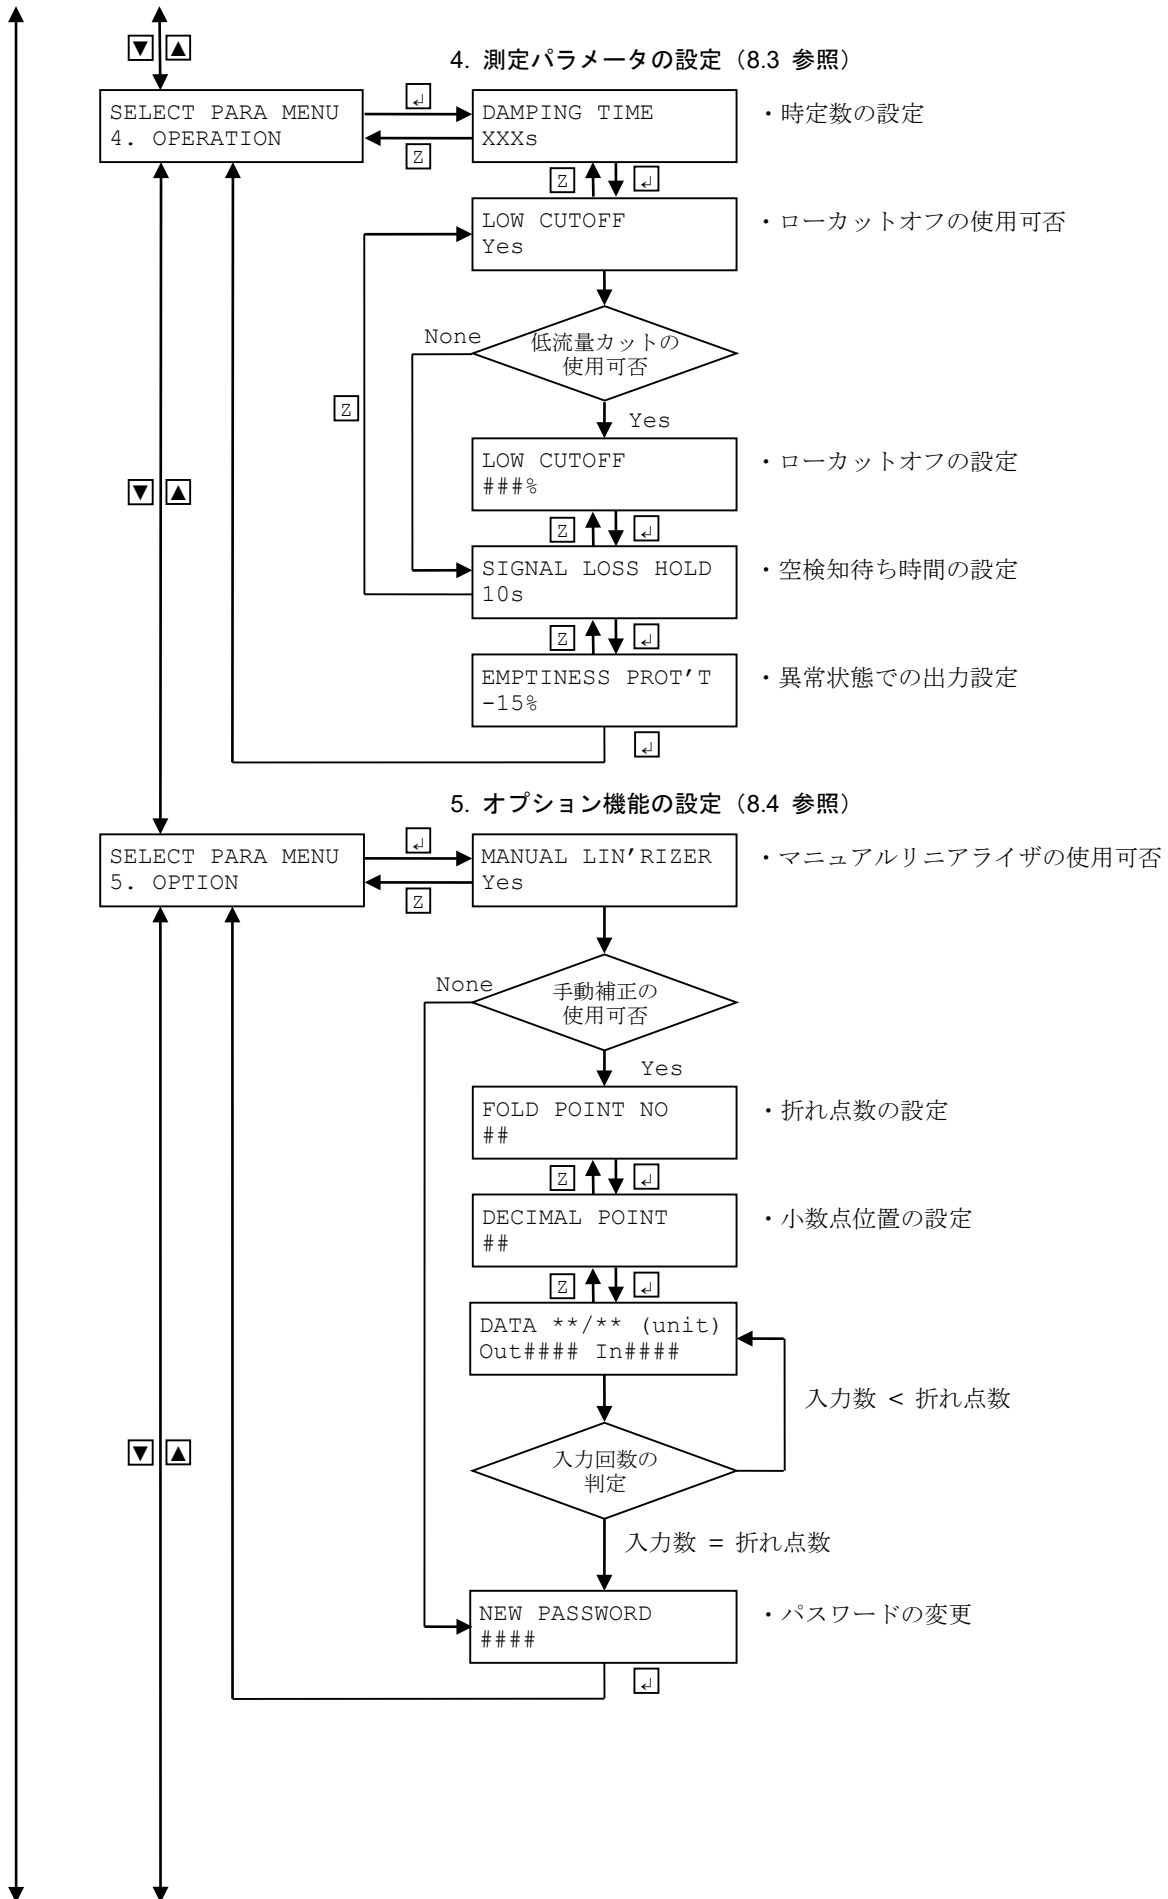 ▼ ▲
4. 測定パラメータの設定（8.3 参照）
SELECT PARA MENU
4. OPERATION
↵
Z
DAMPING TIME
XXXs
・時定数の設定
Z ↵
LOW CUTOFF
Yes
・ローカットオフの使用可否
None
低流量カットの
使用可否
Z
Yes
LOW CUTOFF
###%
・ローカットオフの設定
▼ ▲
Z ↵
SIGNAL LOSS HOLD
10s
・空検知待ち時間の設定
Z ↵
EMPTINESS PROT'T
-15%
・異常状態での出力設定
↵
5. オプション機能の設定（8.4 参照）
SELECT PARA MENU
5. OPTION
↵
Z
MANUAL LIN'RIZER
Yes
・マニュアルリニアライザの使用可否
None
手動補正の
使用可否
Yes
FOLD POINT NO
##
・折れ点数の設定
Z ↵
DECIMAL POINT
##
・小数点位置の設定
Z ↵
DATA **/** (unit)
Out#### In####
入力数 < 折れ点数
▼ ▲
入力回数の
判定
入力数 = 折れ点数
NEW PASSWORD
####
・パスワードの変更
↵